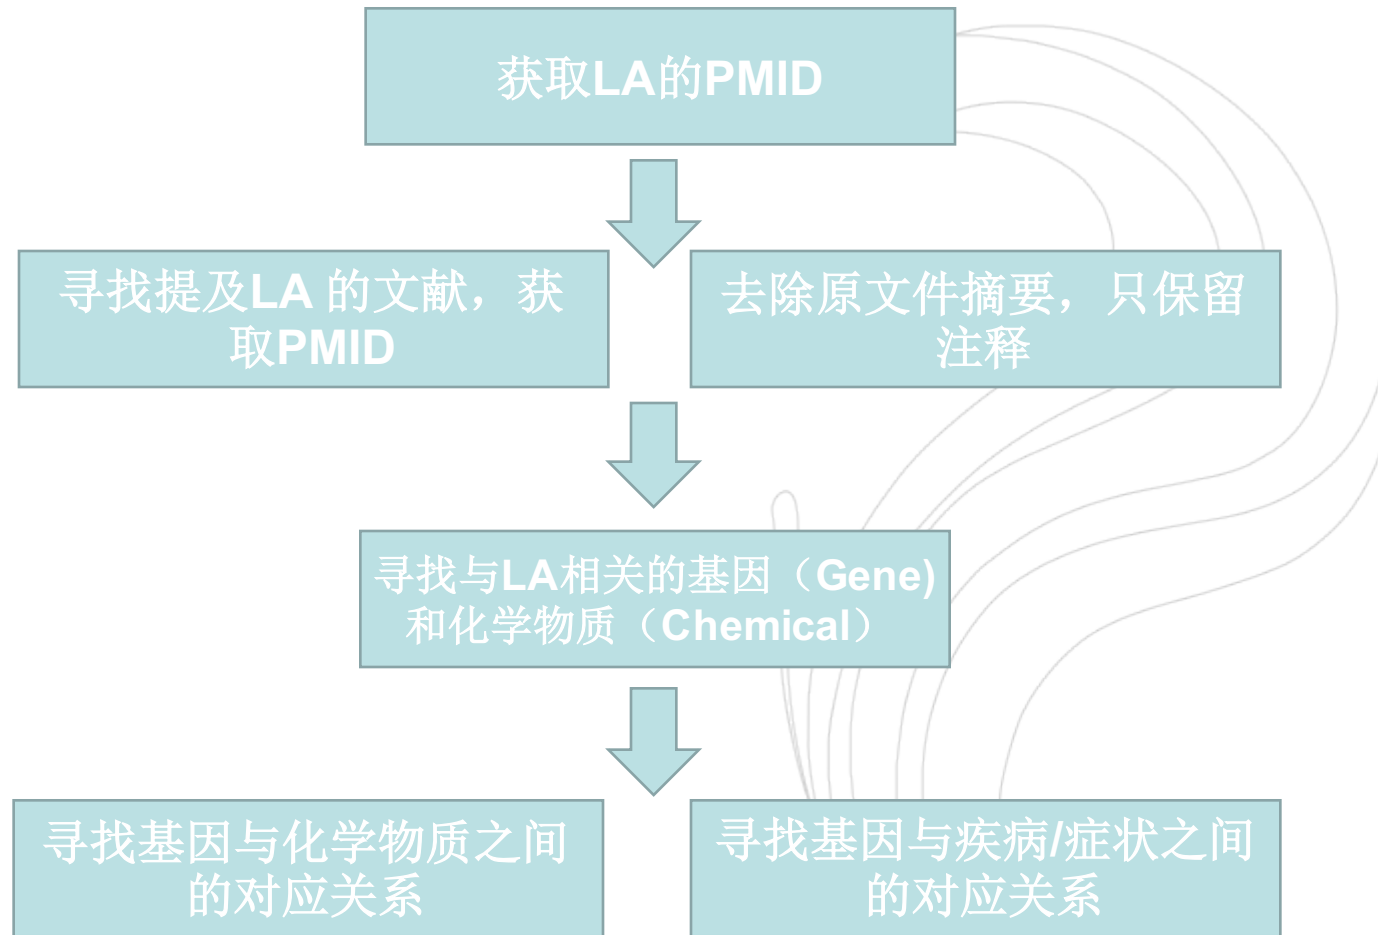 获取LA的PMID
寻找提及LA 的文献，获
取PMID
去除原文件摘要，只保留
注释
寻找与LA相关的基因（Gene)
和化学物质（Chemical）
寻找基因与化学物质之间
的对应关系
寻找基因与疾病/症状之间
的对应关系